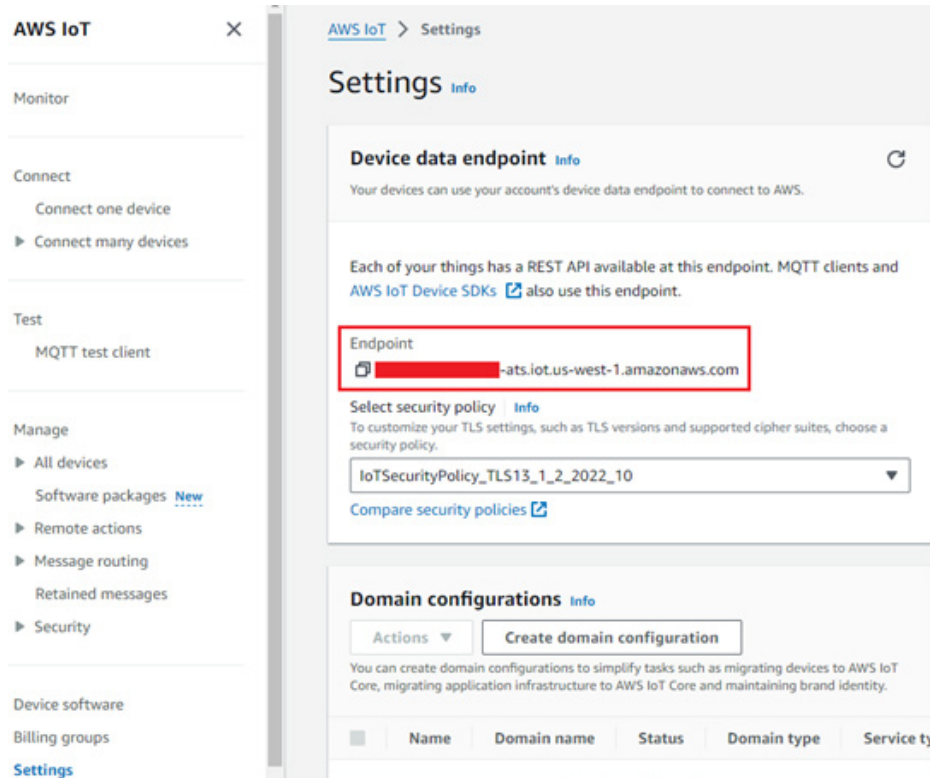 AWS IoT
Monitor
Connect
Connect one device
Connect many devices
Test
MQTT test client
Manage
All devices
Software packages New
Remote actions
Message routing
Retained messages
Security
Device software
Billing groups
Settings
AWS IoT > Settings
Settings Info
Device data endpoint Info
Your devices can use your account's device data endpoint to connect to AWS.
Each of your things has a REST API available at this endpoint. MQTT clients and
AWS IoT Device SDKs also use this endpoint.
Endpoint
-ats.iot.us-west-1.amazonaws.com
Select security policy Info
To customize your TLS settings, such as TLS versions and supported cipher suites, choose a
security policy.
IoTSecurityPolicy_TLS13_1_2_2022_10
Compare security policies
Domain configurations Info
Actions Create domain configuration
You can create domain configurations to simplify tasks such as migrating devices to AWS IoT
Core, migrating application infrastructure to AWS IoT Core and maintaining brand identity.
Name Domain name Status Domain type Service ty